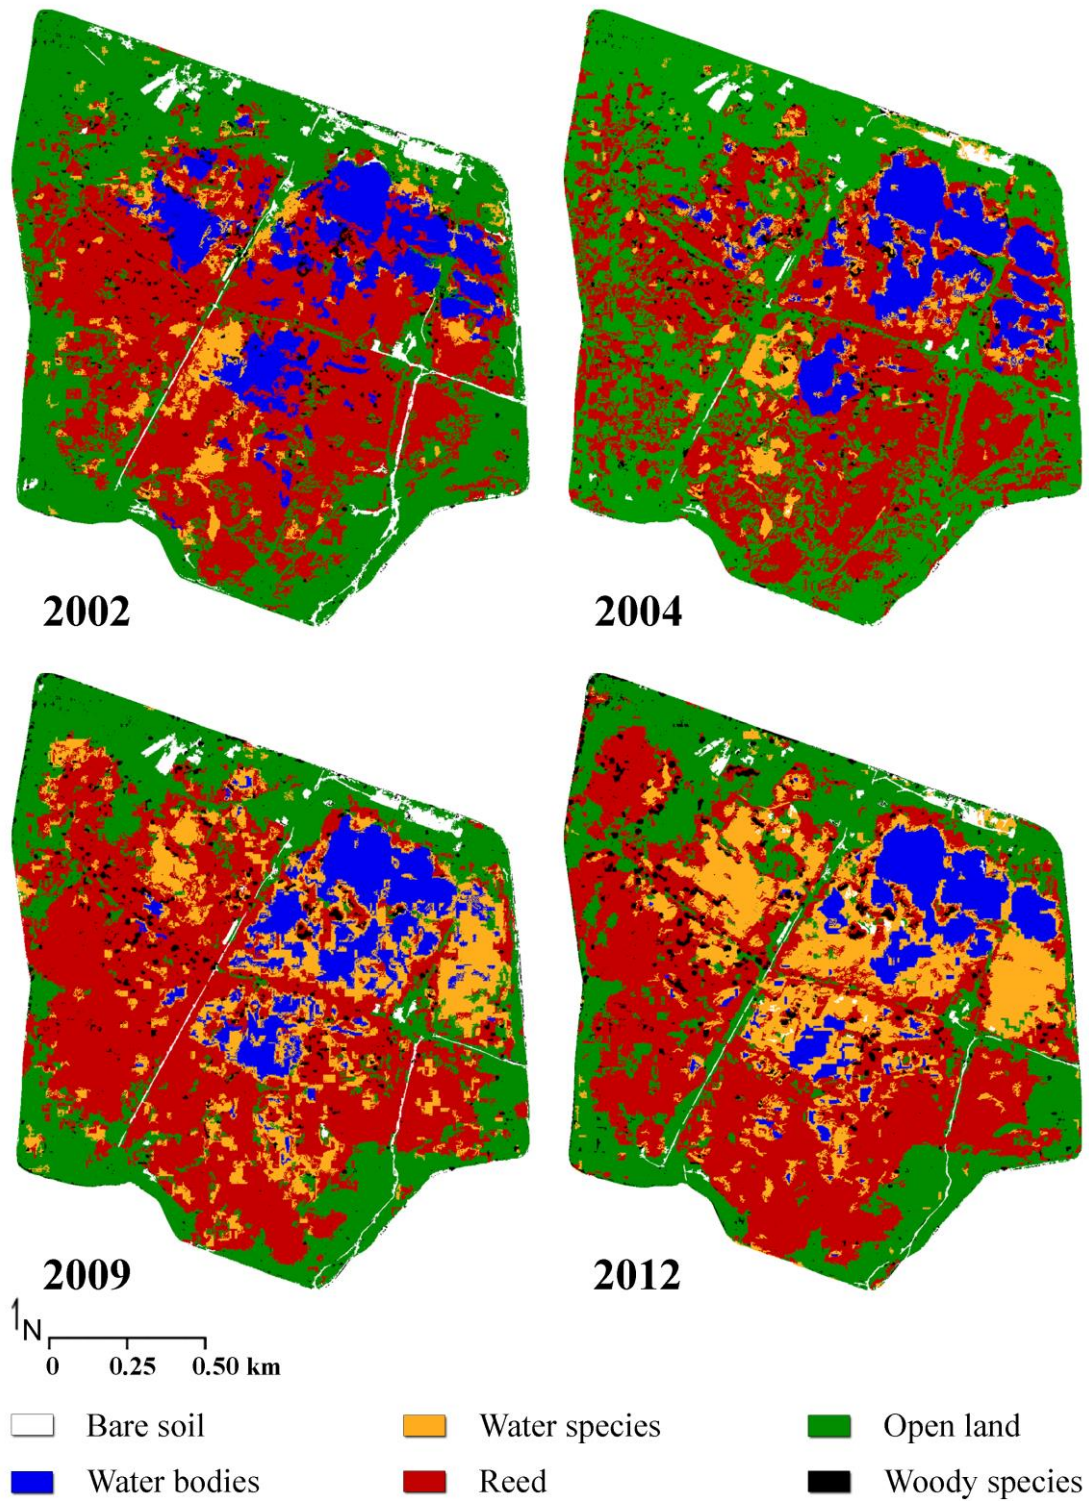 2002
2004
2009
2012
N
0 0.25 0.50 km
Bare soil Water species Open land
Water bodies Reed Woody species